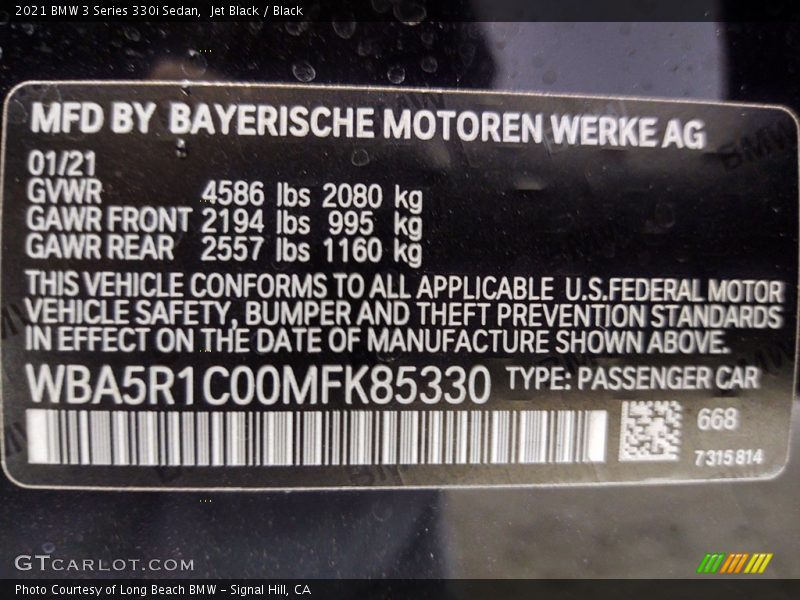 2021 BMW 3 Series 330i Sedan,  Jet Black / Black
MFD BY BAYERISCHE MOTOREN WERKE AG
01/21
GVWR 4586 lbs 2080 kg
GAWR FRONT 2194 lbs 995 kg
GAWR REAR 2557 lbs 1160 kg
THIS VEHICLE CONFORMS TO ALL APPLICABLE U.S.FEDERAL MOTOR
VEHICLE SAFETY, BUMPER AND THEFT PREVENTION STANDARDS
IN EFFECT ON THE DATE OF MANUFACTURE SHOWN ABOVE.
WBA5R1C00MFK85330 TYPE: PASSENGER CAR
668
7315814
GTCARLOT.COM
Photo Courtesy of Long Beach BMW - Signal Hill, CA